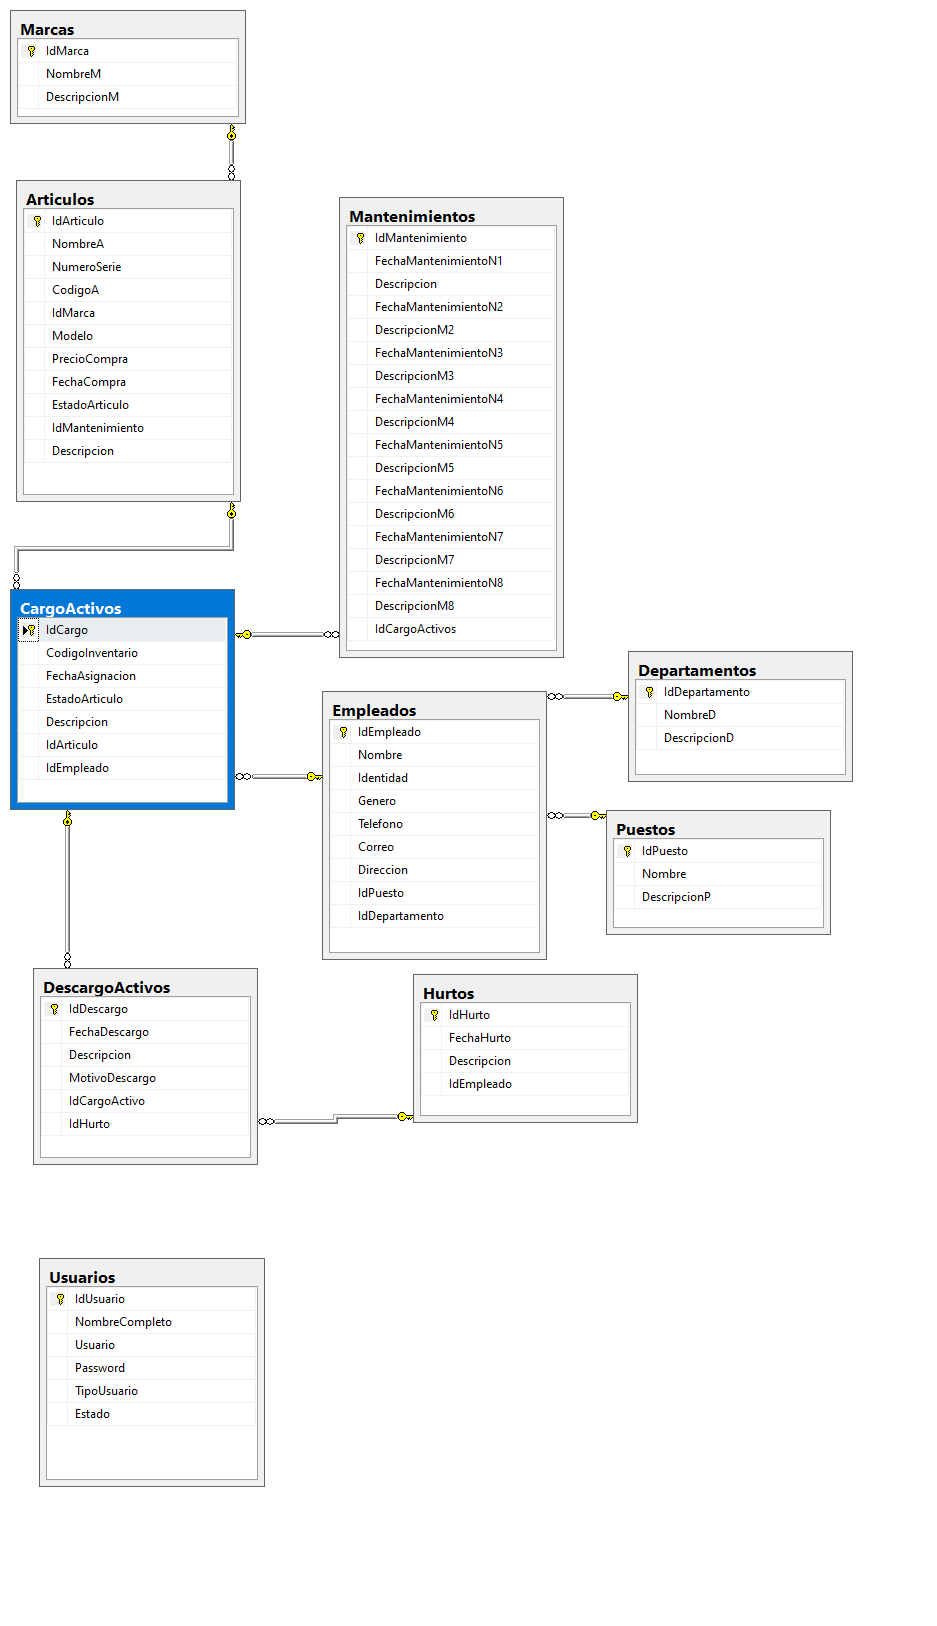 Marcas
IdMarca
NombreM
DescripcionM
Articulos
IdArticulo
NombreA
NumeroSerie
CodigoA
IdMarca
Modelo
PrecioCompra
FechaCompra
EstadoArticulo
IdMantenimiento
Descripcion
Mantenimientos
IdMantenimiento
FechaMantenimientoN1
Descripcion
FechaMantenimientoN2
DescripcionM2
FechaMantenimientoN3
DescripcionM3
FechaMantenimientoN4
DescripcionM4
FechaMantenimientoN5
DescripcionM5
FechaMantenimientoN6
DescripcionM6
FechaMantenimientoN7
DescripcionM7
FechaMantenimientoN8
DescripcionM8
IdCargoActivos
CargoActivos
IdCargo
CodigoInventario
FechaAsignacion
EstadoArticulo
Descripcion
IdArticulo
IdEmpleado
Empleados
IdEmpleado
Nombre
Identidad
Genero
Telefono
Correo
Direccion
IdPuesto
IdDepartamento
Departamentos
IdDepartamento
NombreD
DescripcionD
Puestos
IdPuesto
Nombre
DescripcionP
DescargoActivos
IdDescargo
FechaDescargo
Descripcion
MotivoDescargo
IdCargoActivo
IdHurto
Hurtos
IdHurto
FechaHurto
Descripcion
IdEmpleado
Usuarios
IdUsuario
NombreCompleto
Usuario
Password
TipoUsuario
Estado